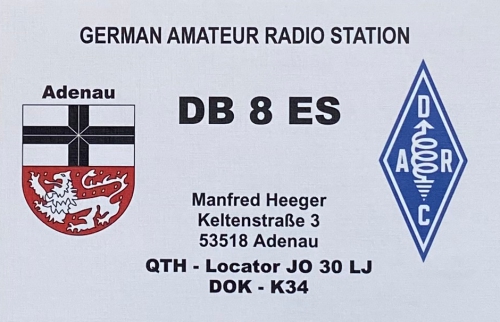 GERMAN AMATEUR RADIO STATION
Adenau
DB 8 ES
D
A R
C
Manfred Heeger
Keltenstraße 3
53518 Adenau
QTH - Locator JO 30 LJ
DOK - K34